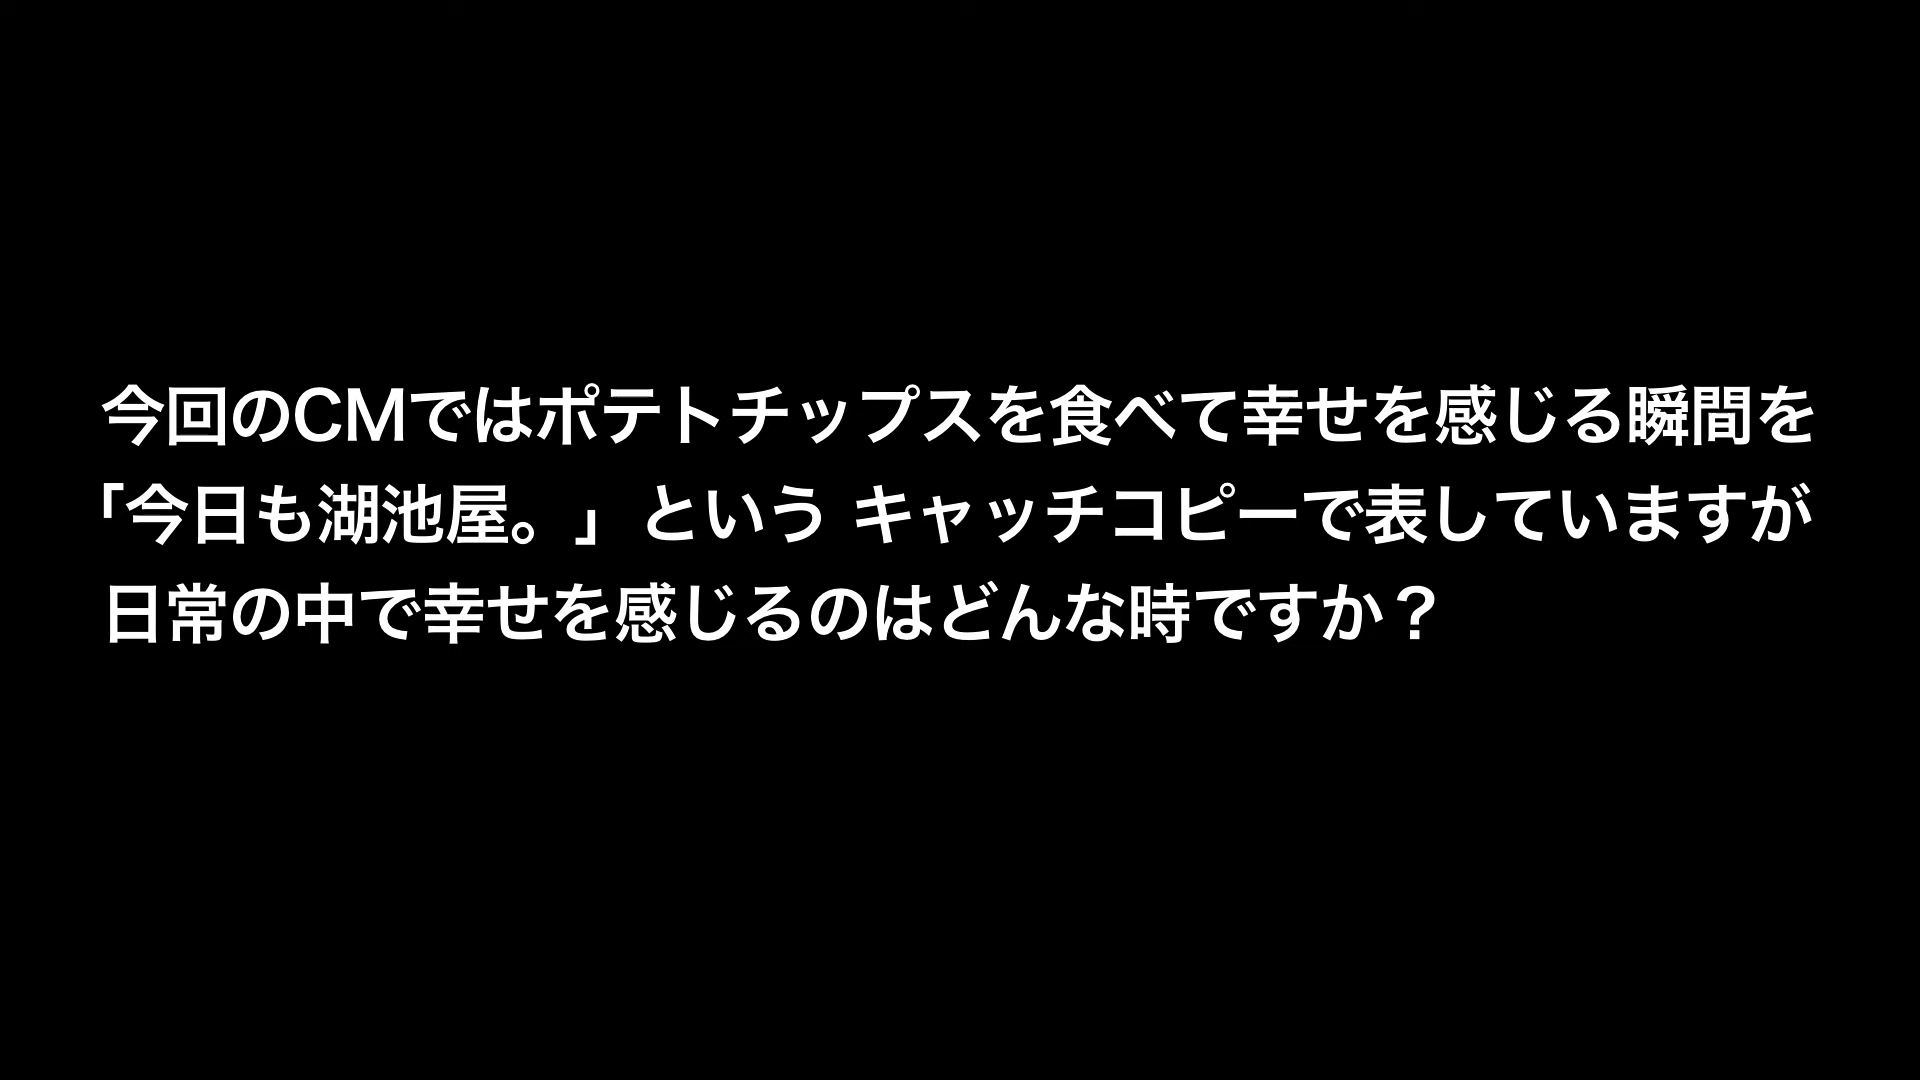 今回のCMではポテトチップスを食べて幸せを感じる瞬間を
「今日も湖池屋。」という キャッチコピーで表していますが
日常の中で幸せを感じるのはどんな時ですか？